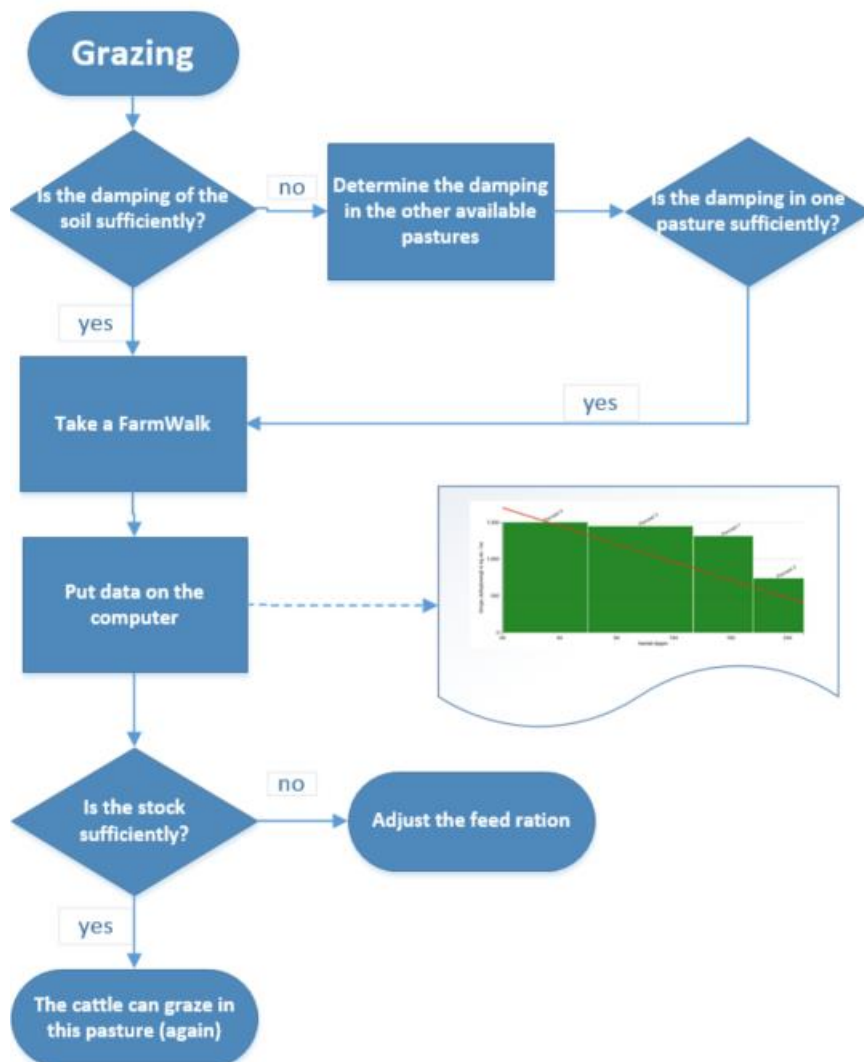 Grazing
Is the damping of the
soil sufficiently?
no
Determine the damping
in the other available
pastures
Is the damping in one
pasture sufficiently?
yes
Take a FarmWalk
yes
Put data on the
computer
Is the stock
sufficiently?
no
Adjust the feed ration
yes
The cattle can graze in
this pasture (again)